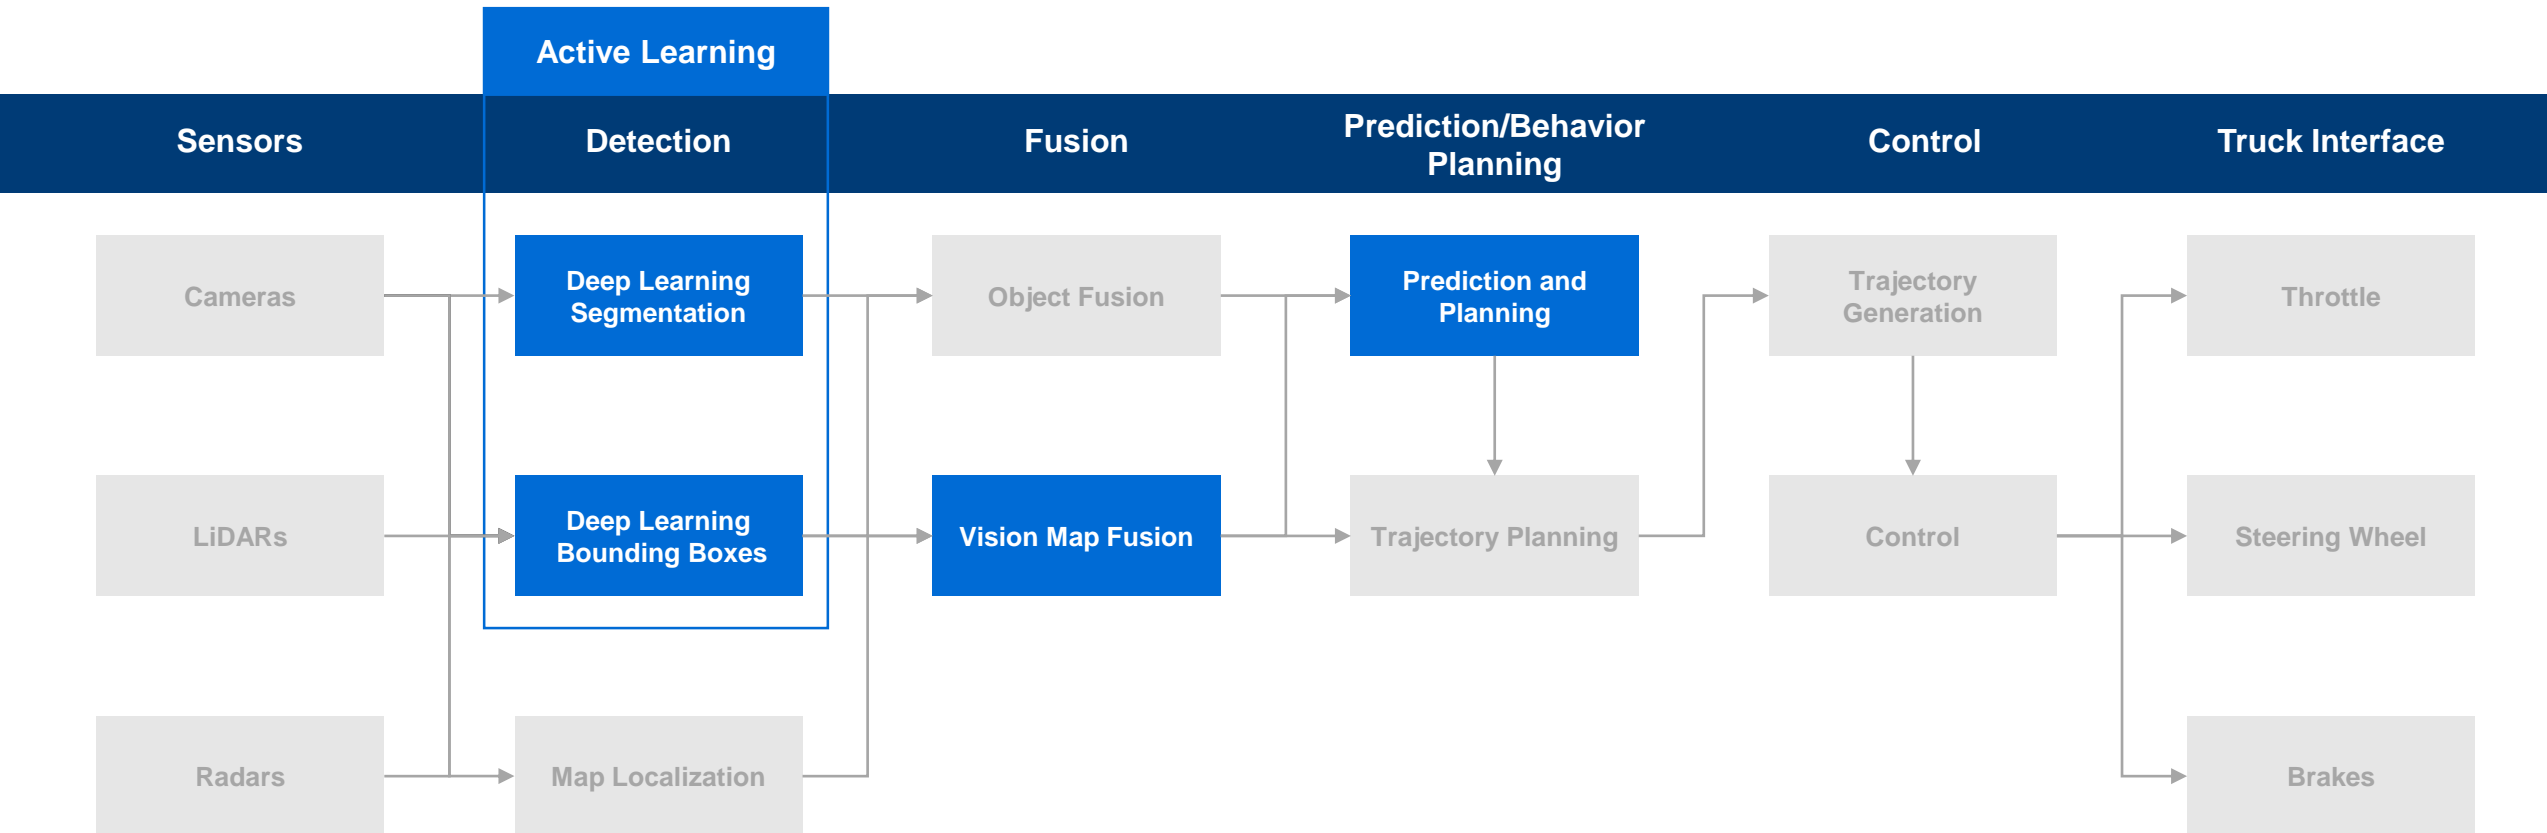 Active Learning
Sensors
Detection
Fusion
Prediction/Behavior
Planning
Control
Truck Interface
Cameras
Deep Learning
Segmentation
Object Fusion
Prediction and
Planning
Trajectory
Generation
Throttle
LiDARs
Deep Learning
Bounding Boxes
Vision Map Fusion
Trajectory Planning
Control
Steering Wheel
Radars
Map Localization
Brakes